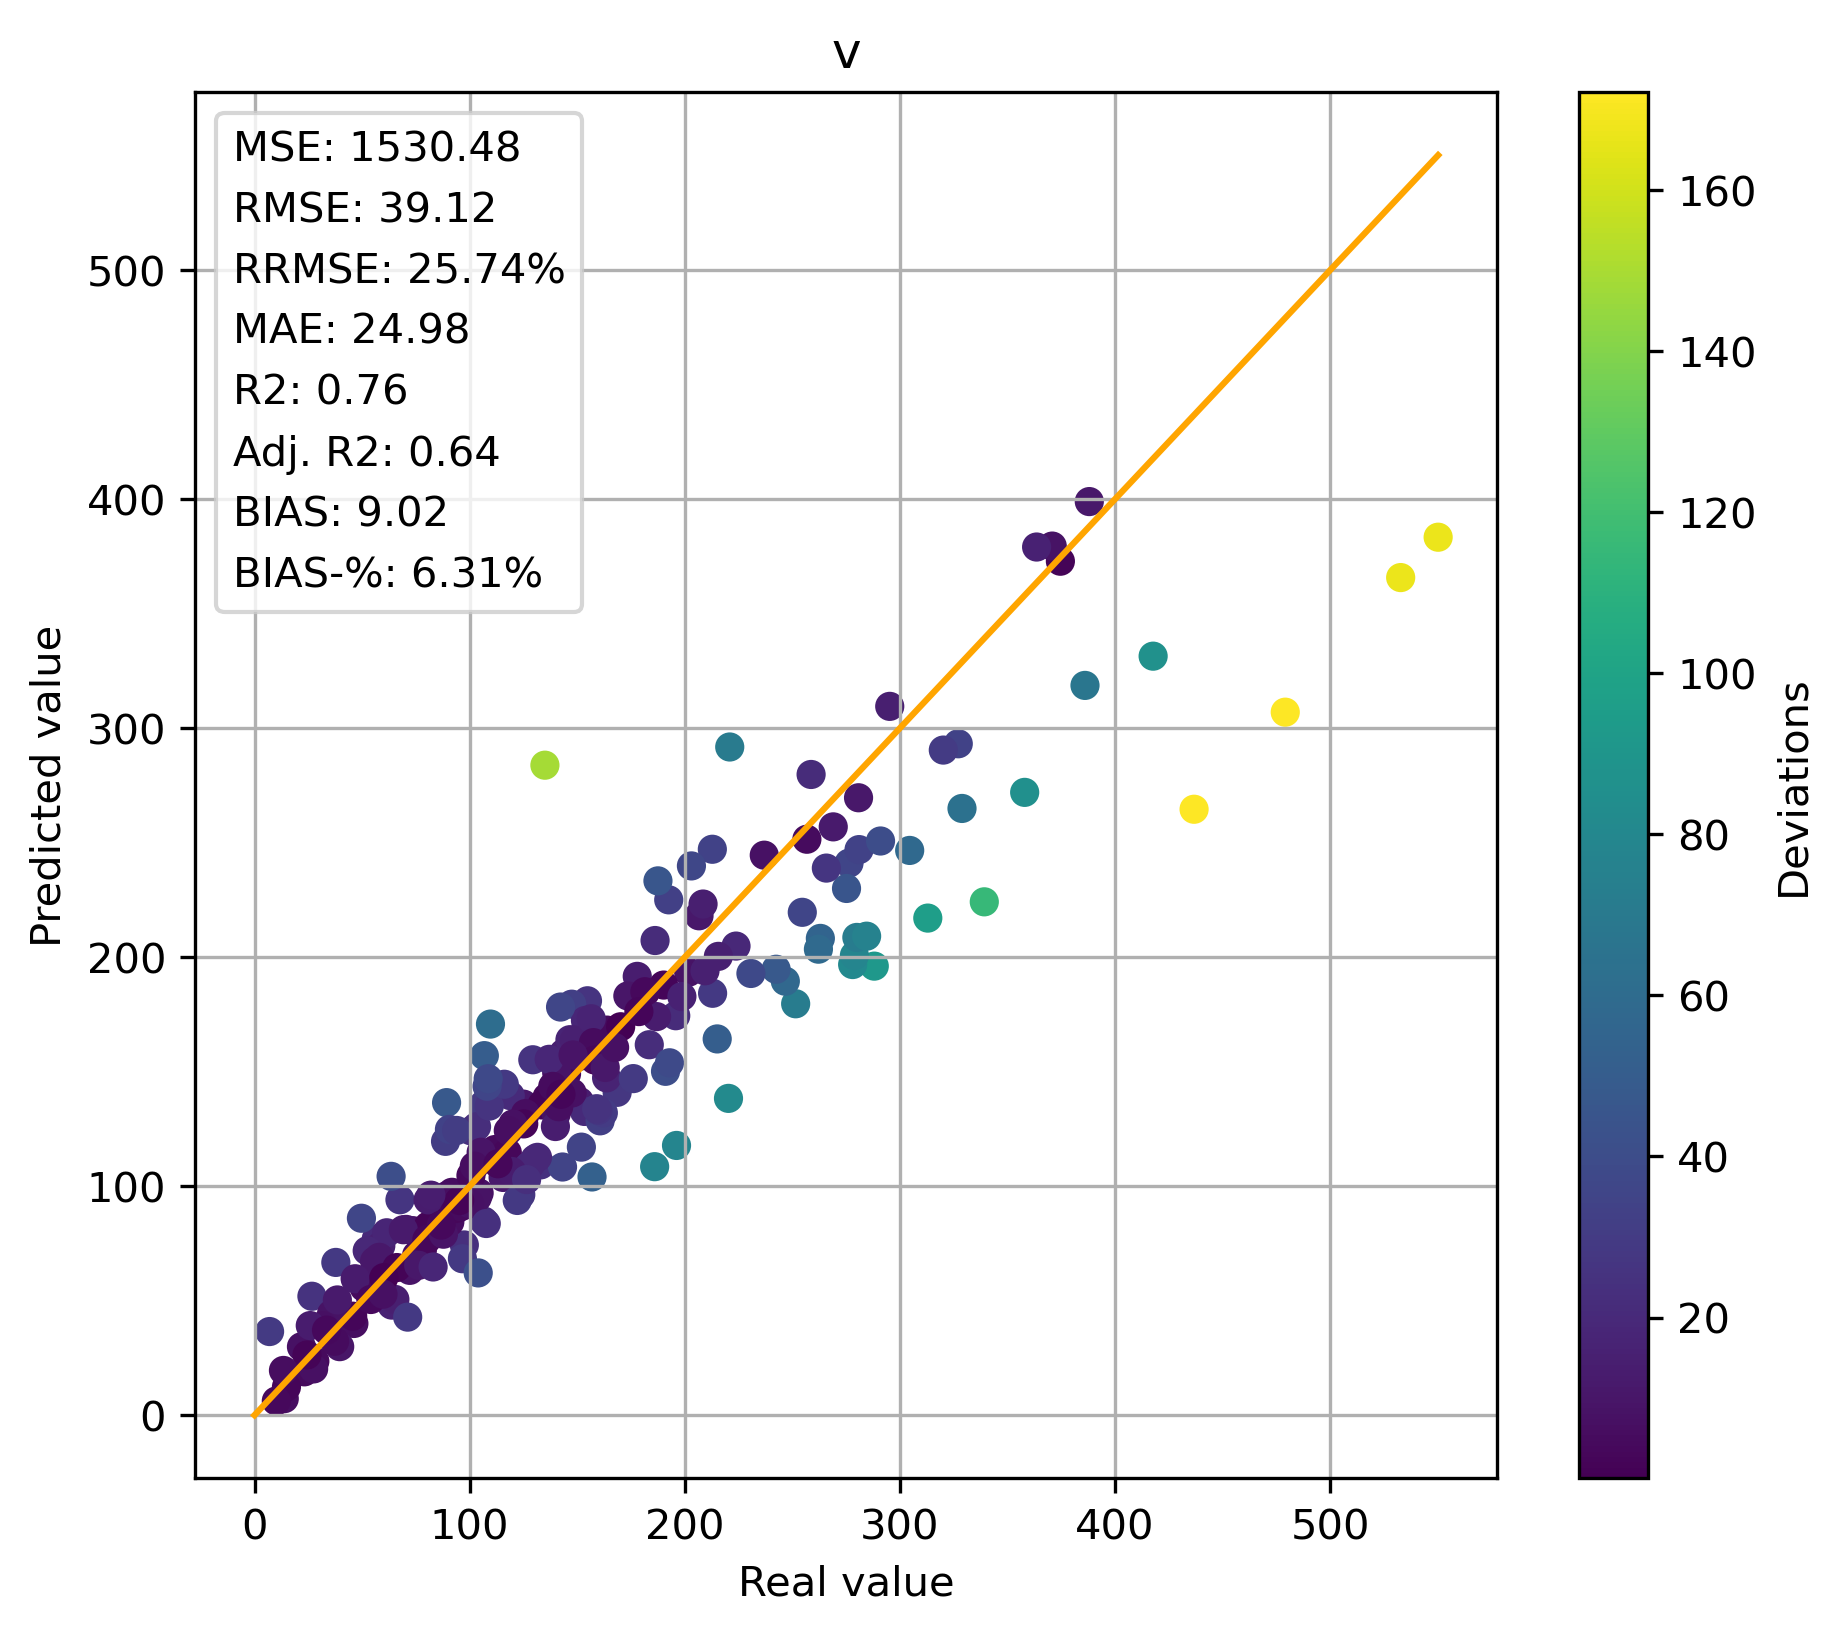 v
MSE: 1530.48
RMSE: 39.12
RRMSE: 25.74%
MAE: 24.98
R2: 0.76
Adj. R2: 0.64
BIAS: 9.02
BIAS-%: 6.31%
Predicted value
500
400
300
200
100
0
0 100 200 300 400 500
Real value
160
140
120
100
80
60
40
20
Deviations